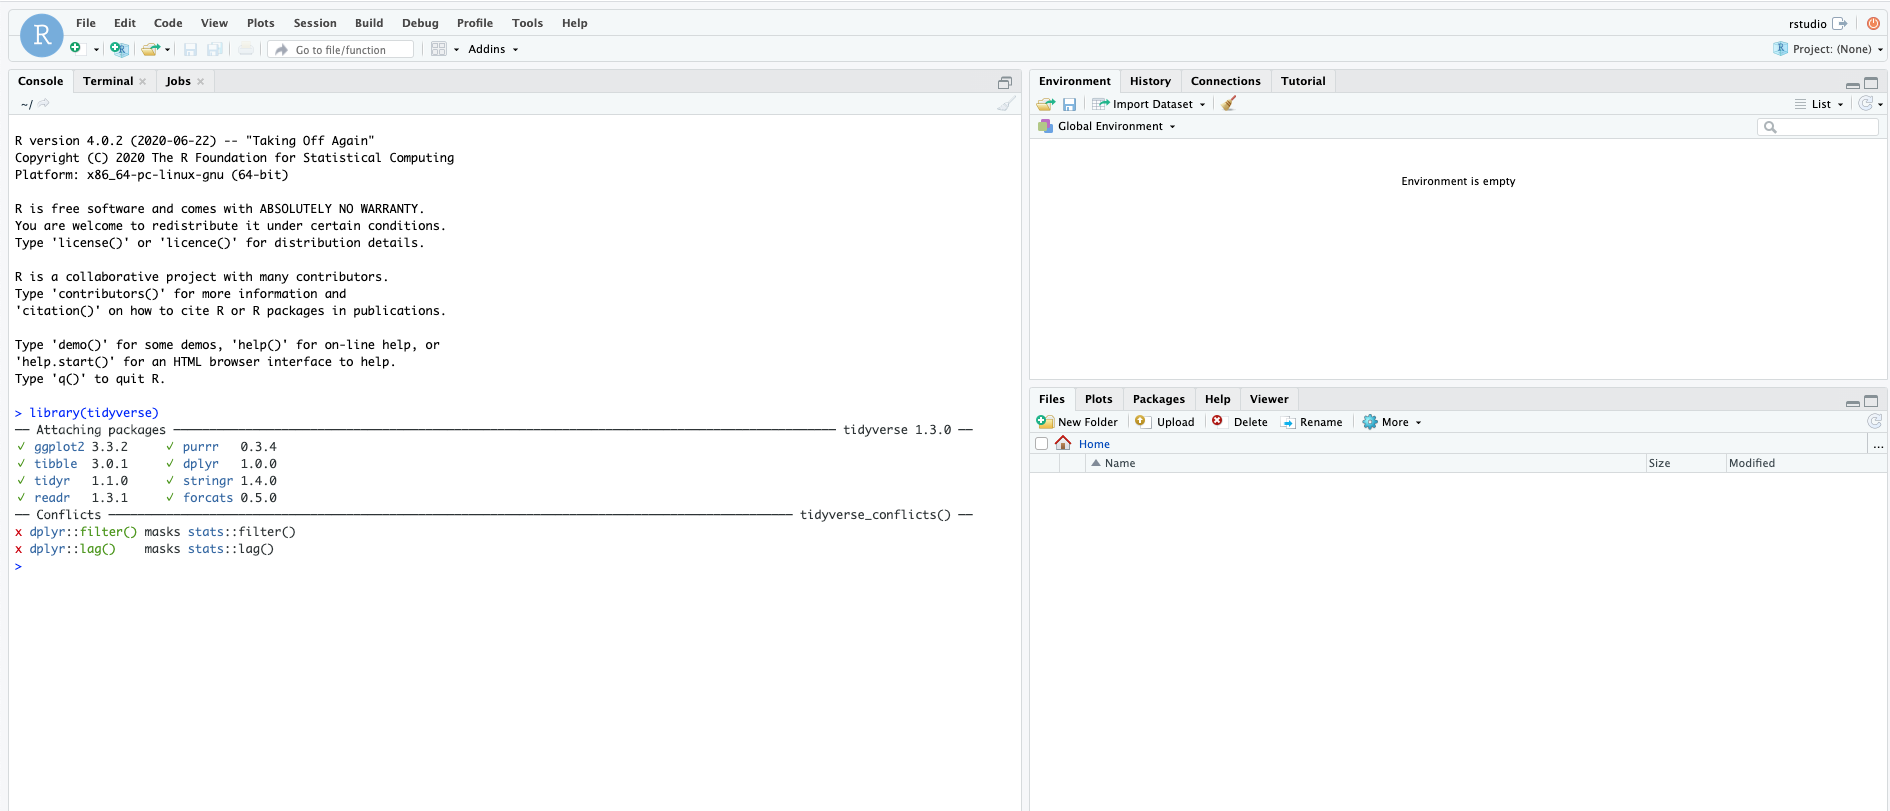 R
File Edit Code View Plots Session Build Debug Profile Tools Help
rstudio
Go to file/function
Addins
Project: (None)
Console Terminal Jobs
~/
R version 4.0.2 (2020-06-22) -- "Taking Off Again"
Copyright (C) 2020 The R Foundation for Statistical Computing
Platform: x86_64-pc-linux-gnu (64-bit)
R is free software and comes with ABSOLUTELY NO WARRANTY.
You are welcome to redistribute it under certain conditions.
Type 'license()' or 'licence()' for distribution details.
R is a collaborative project with many contributors.
Type 'contributors()' for more information and
'citation()' on how to cite R or R packages in publications.
Type 'demo()' for some demos, 'help()' for on-line help, or
'help.start()' for an HTML browser interface to help.
Type 'q()' to quit R.
> library(tidyverse)
── Attaching packages ──────── tidyverse 1.3.0 ──
✓ ggplot2 3.3.2     ✓ purrr   0.3.4
✓ tibble  3.0.1     ✓ dplyr   1.0.0
✓ tidyr   1.1.0     ✓ stringr 1.4.0
✓ readr   1.3.1     ✓ forcats 0.5.0
── Conflicts ──────── tidyverse_conflicts() ──
x dplyr::filter() masks stats::filter()
x dplyr::lag()    masks stats::lag()
>
Environment History Connections Tutorial
Import Dataset
List
Global Environment
Environment is empty
Files Plots Packages Help Viewer
New Folder Upload Delete Rename More
Home
...
Name Size Modified